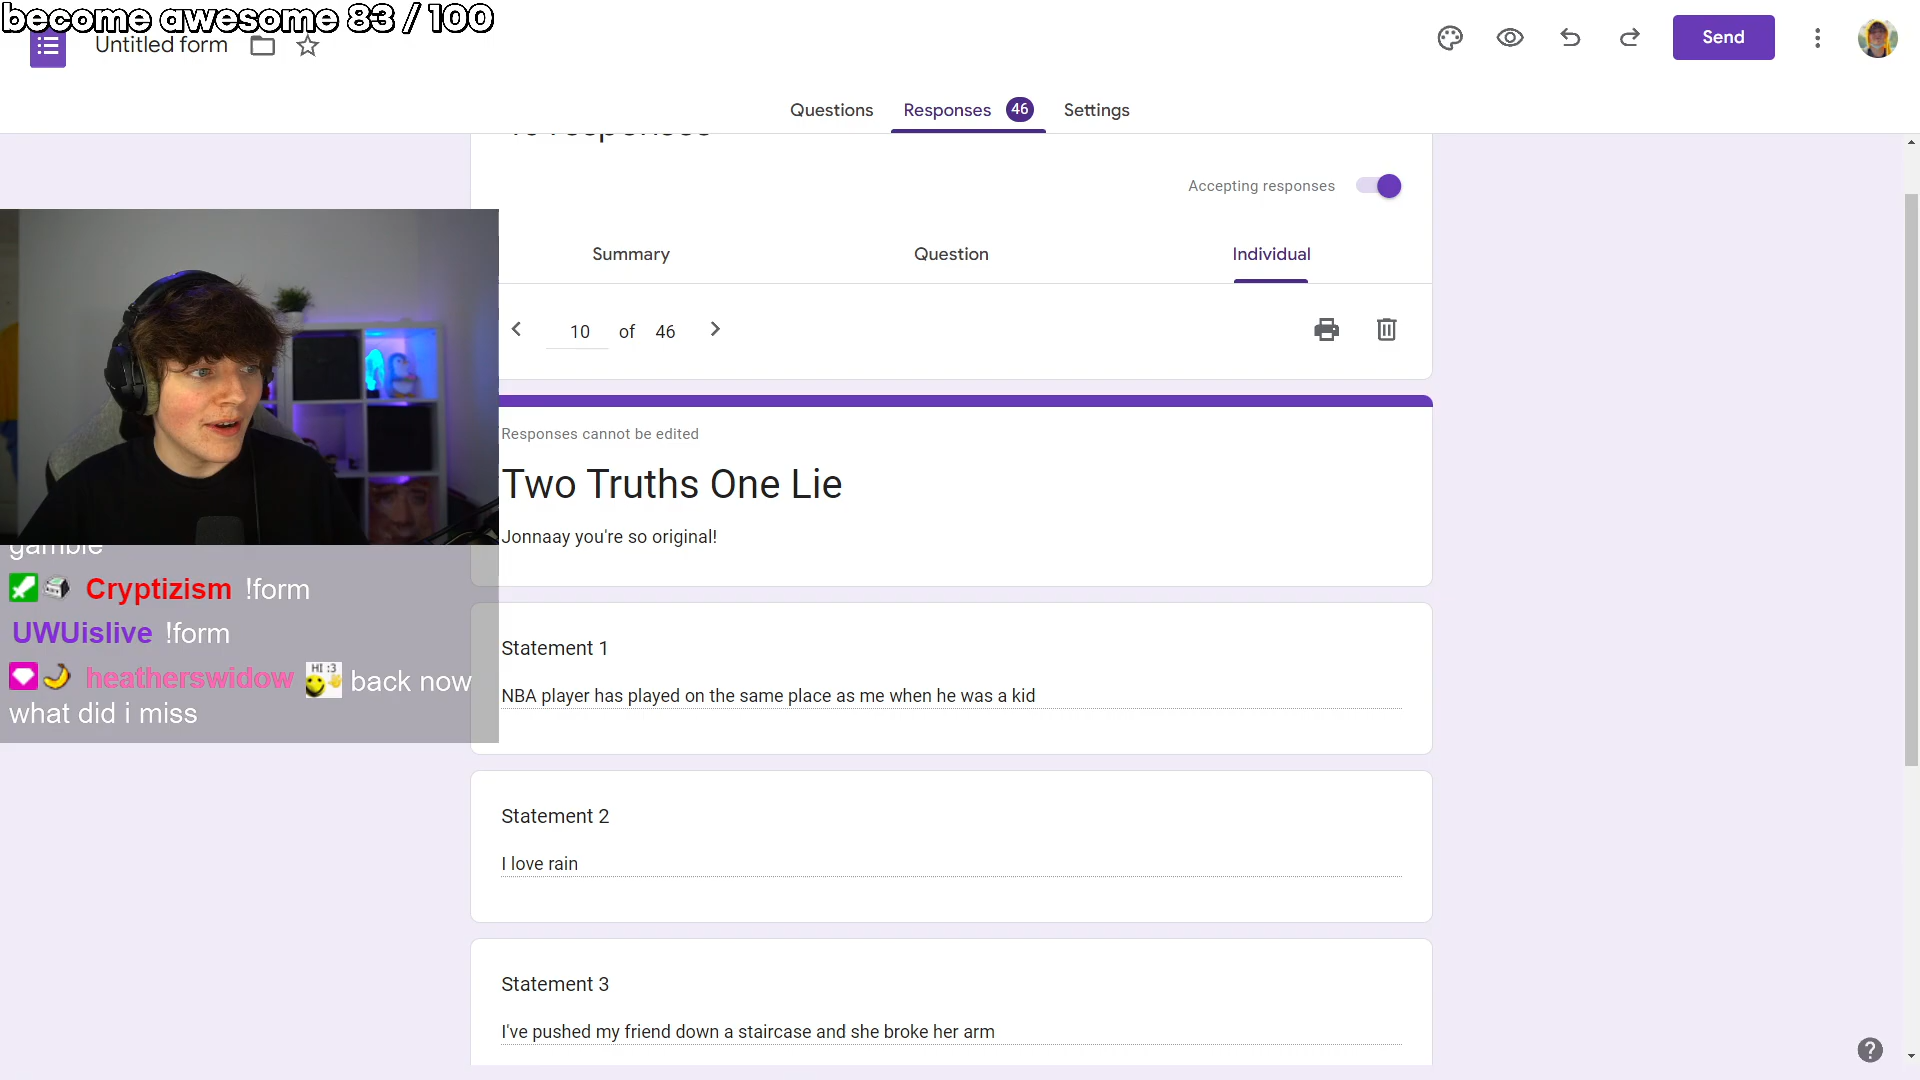 become awesome 83 / 100
Untitled form
Send
Questions
Responses 46
Settings
Accepting responses
Summary
Question
Individual
10 of 46
Responses cannot be edited
Two Truths One Lie
Jonnaay you're so original!
gamble
Cryptizism !form
UWUislive !form
heatherswidow HI :3 back now
what did i miss
Statement 1
NBA player has played on the same place as me when he was a kid
Statement 2
I love rain
Statement 3
I've pushed my friend down a staircase and she broke her arm